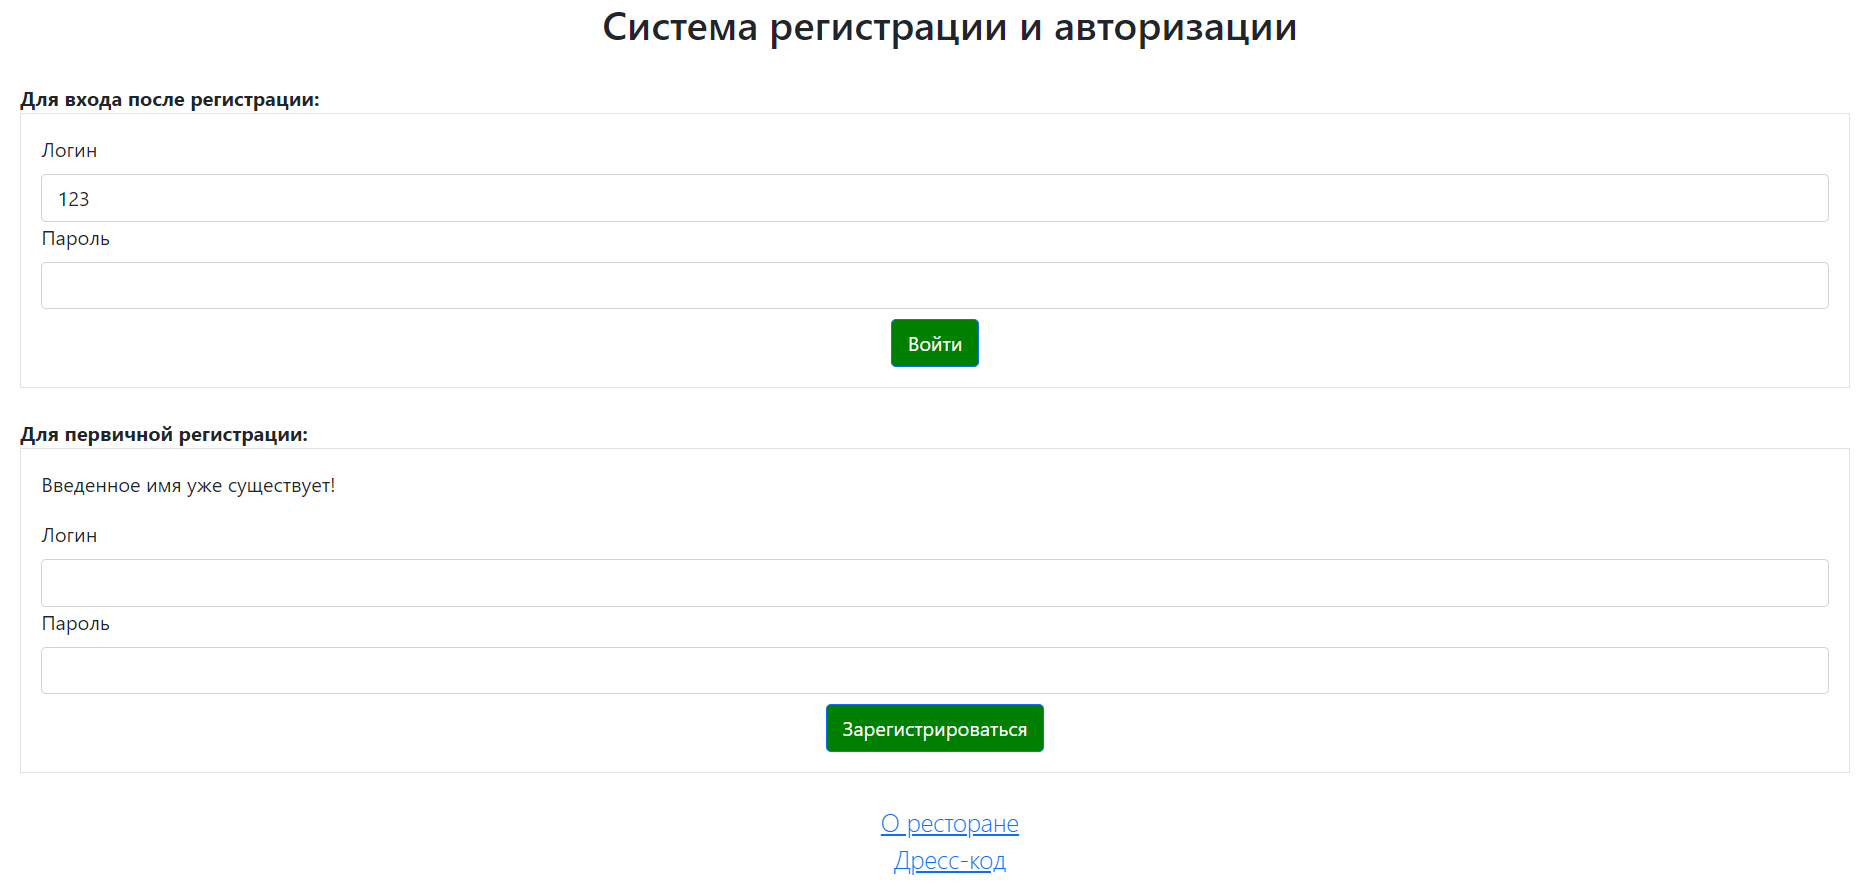 Система регистрации и авторизации
Для входа после регистрации:
Логин
123
Пароль
Войти
Для первичной регистрации:
Введенное имя уже существует!
Логин
Пароль
Зарегистрироваться
О ресторане
Дресс-код